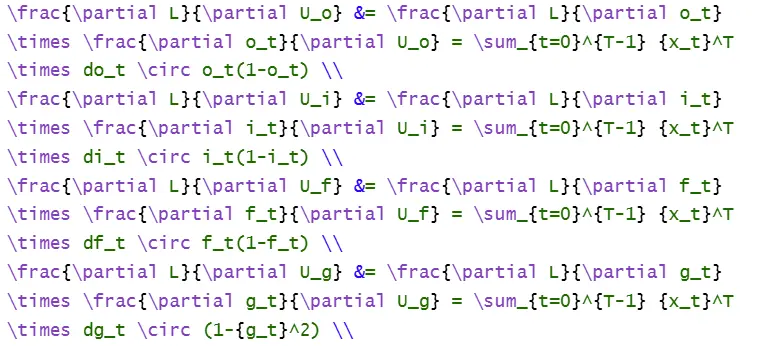 \frac{\partial L}{\partial U_o} &= \frac{\partial L}{\partial o_t}
\times \frac{\partial o_t}{\partial U_o} = \sum_{t=0}^{T-1} {x_t}^T
\times do_t \circ o_t(1-o_t) \\
\frac{\partial L}{\partial U_i} &= \frac{\partial L}{\partial i_t}
\times \frac{\partial i_t}{\partial U_i} = \sum_{t=0}^{T-1} {x_t}^T
\times di_t \circ i_t(1-i_t) \\
\frac{\partial L}{\partial U_f} &= \frac{\partial L}{\partial f_t}
\times \frac{\partial f_t}{\partial U_f} = \sum_{t=0}^{T-1} {x_t}^T
\times df_t \circ f_t(1-f_t) \\
\frac{\partial L}{\partial U_g} &= \frac{\partial L}{\partial g_t}
\times \frac{\partial g_t}{\partial U_g} = \sum_{t=0}^{T-1} {x_t}^T
\times dg_t \circ (1-{g_t}^2) \\